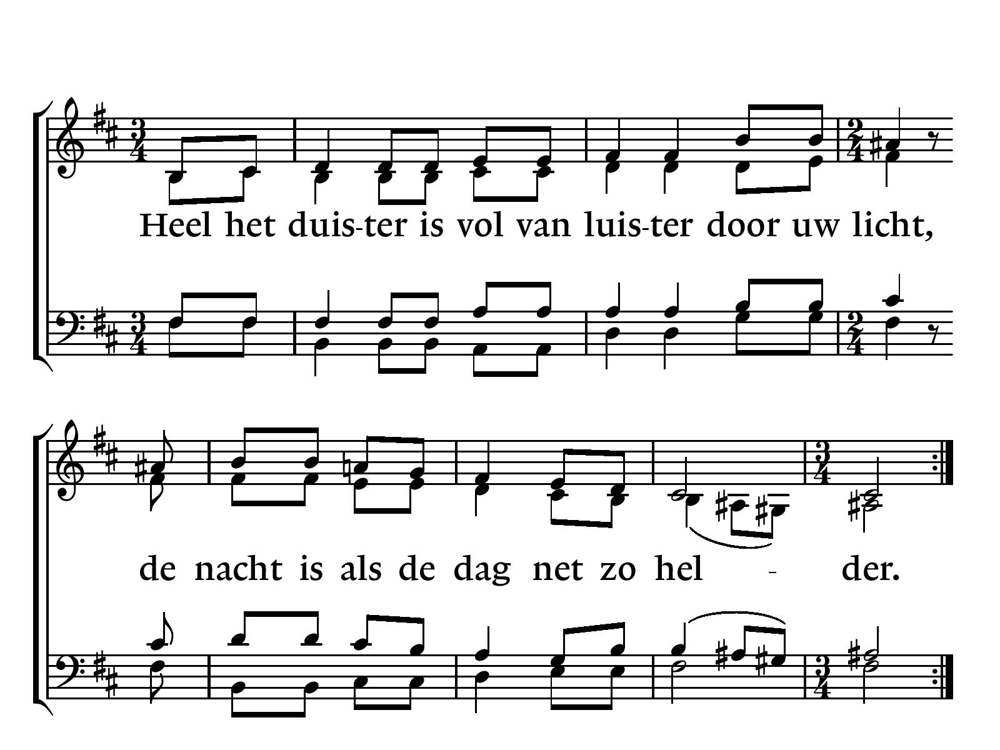 Heel het duis-ter is vol van luis-ter door uw licht,
de nacht is als de dag net zo hel - der.